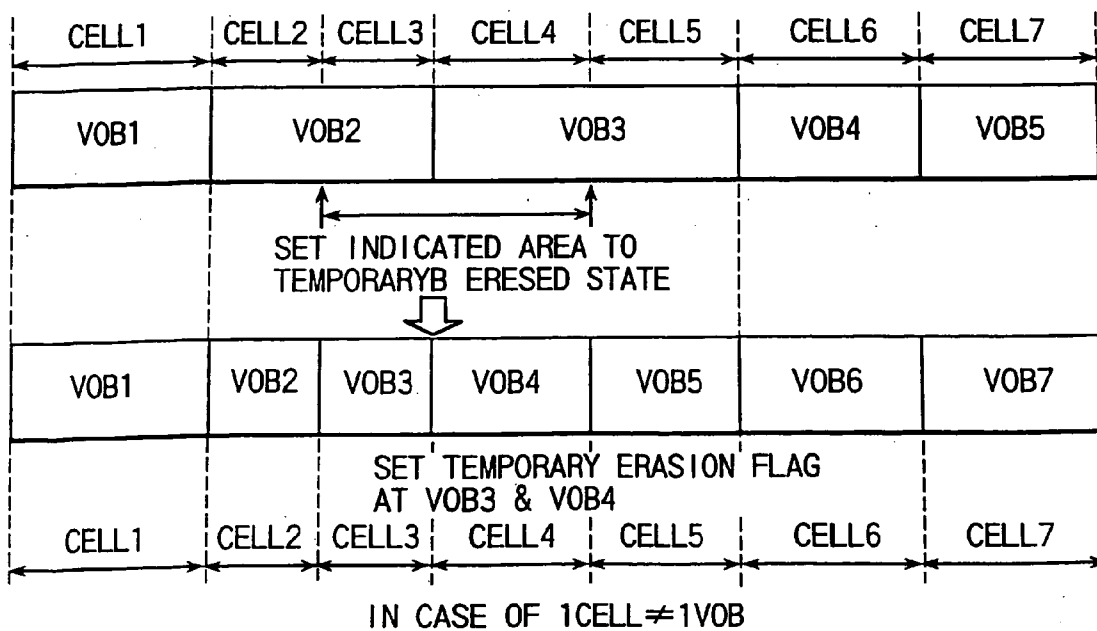 CELL1 CELL2 CELL3 CELL4 CELL5 CELL6 CELL7
VOB1 VOB2 VOB3 VOB4 VOB5
SET INDICATED AREA TO
TEMPORARYB ERESED STATE
VOB1 VOB2 VOB3 VOB4 VOB5 VOB6 VOB7
SET TEMPORARY ERASION FLAG
AT VOB3 & VOB4
CELL1 CELL2 CELL3 CELL4 CELL5 CELL6 CELL7
IN CASE OF 1CELL≠1VOB